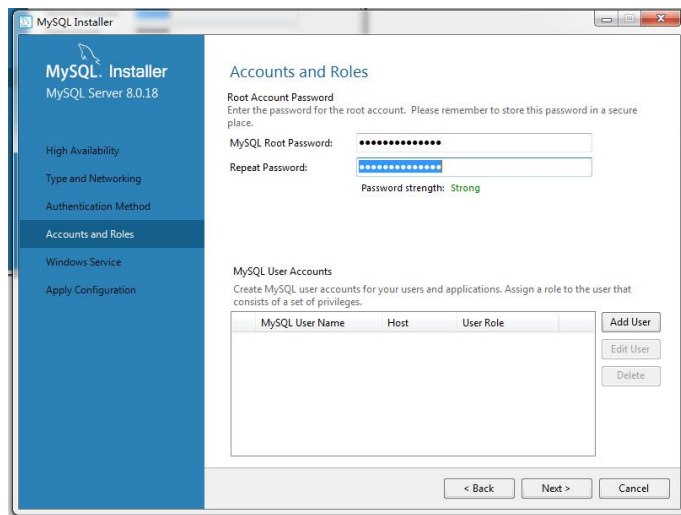 MySQL Installer
MySQL. Installer
MySQL Server 8.0.18
High Availability
Type and Networking
Authentication Method
Accounts and Roles
Windows Service
Apply Configuration
Accounts and Roles
Root Account Password
Enter the password for the root account. Please remember to store this password in a secure
place.
MySQL Root Password:
●●●●●●●●●●●●●●
Repeat Password:
●●●●●●●●●●●●●●
Password strength: Strong
MySQL User Accounts
Create MySQL user accounts for your users and applications. Assign a role to the user that
consists of a set of privileges.
MySQL User Name Host User Role
Add User
Edit User
Delete
< Back Next > Cancel